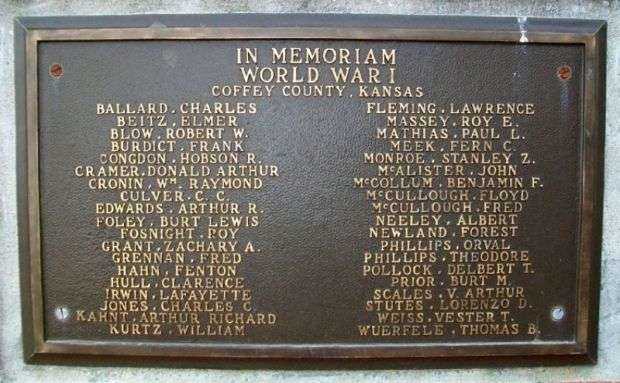 IN MEMORIAM
WORLD WAR I
COFFEY COUNTY, KANSAS
BALLARD, CHARLES
BEITZ, ELMER
BLOW, ROBERT W.
BURDICT, FRANK
CONGDON, HOBSON R.
CRAMER, DONALD ARTHUR
CRONIN, WM. RAYMOND
CULVER, C. C.
EDWARDS, ARTHUR R.
FOLEY, BURT LEWIS
FOSNIGHT, ROY
GRANT, ZACHARY A.
GRENNAN, FRED
HAHN, FENTON
HULL, CLARENCE
IRWIN, LAFAYETTE
JONES, CHARLES C.
KAHNT, ARTHUR RICHARD
KURTZ, WILLIAM
FLEMING, LAWRENCE
MASSEY, ROY E.
MATHIAS, PAUL L.
MEEK, FERN C.
MONROE, STANLEY Z.
MCALISTER, JOHN
MCCOLLUM, BENJAMIN F.
MCCULLOUGH, FLOYD
MCCULLOUGH, FRED
NEELEY, ALBERT
NEWLAND, FOREST
PHILLIPS, ORVAL
PHILLIPS, THEODORE
POLLOCK, DELBERT T.
PRIOR, BURT M.
SCALES, V. ARTHUR
STUTES, LORENZO D.
WEISS, VESTER T.
WUERFELE, THOMAS B.